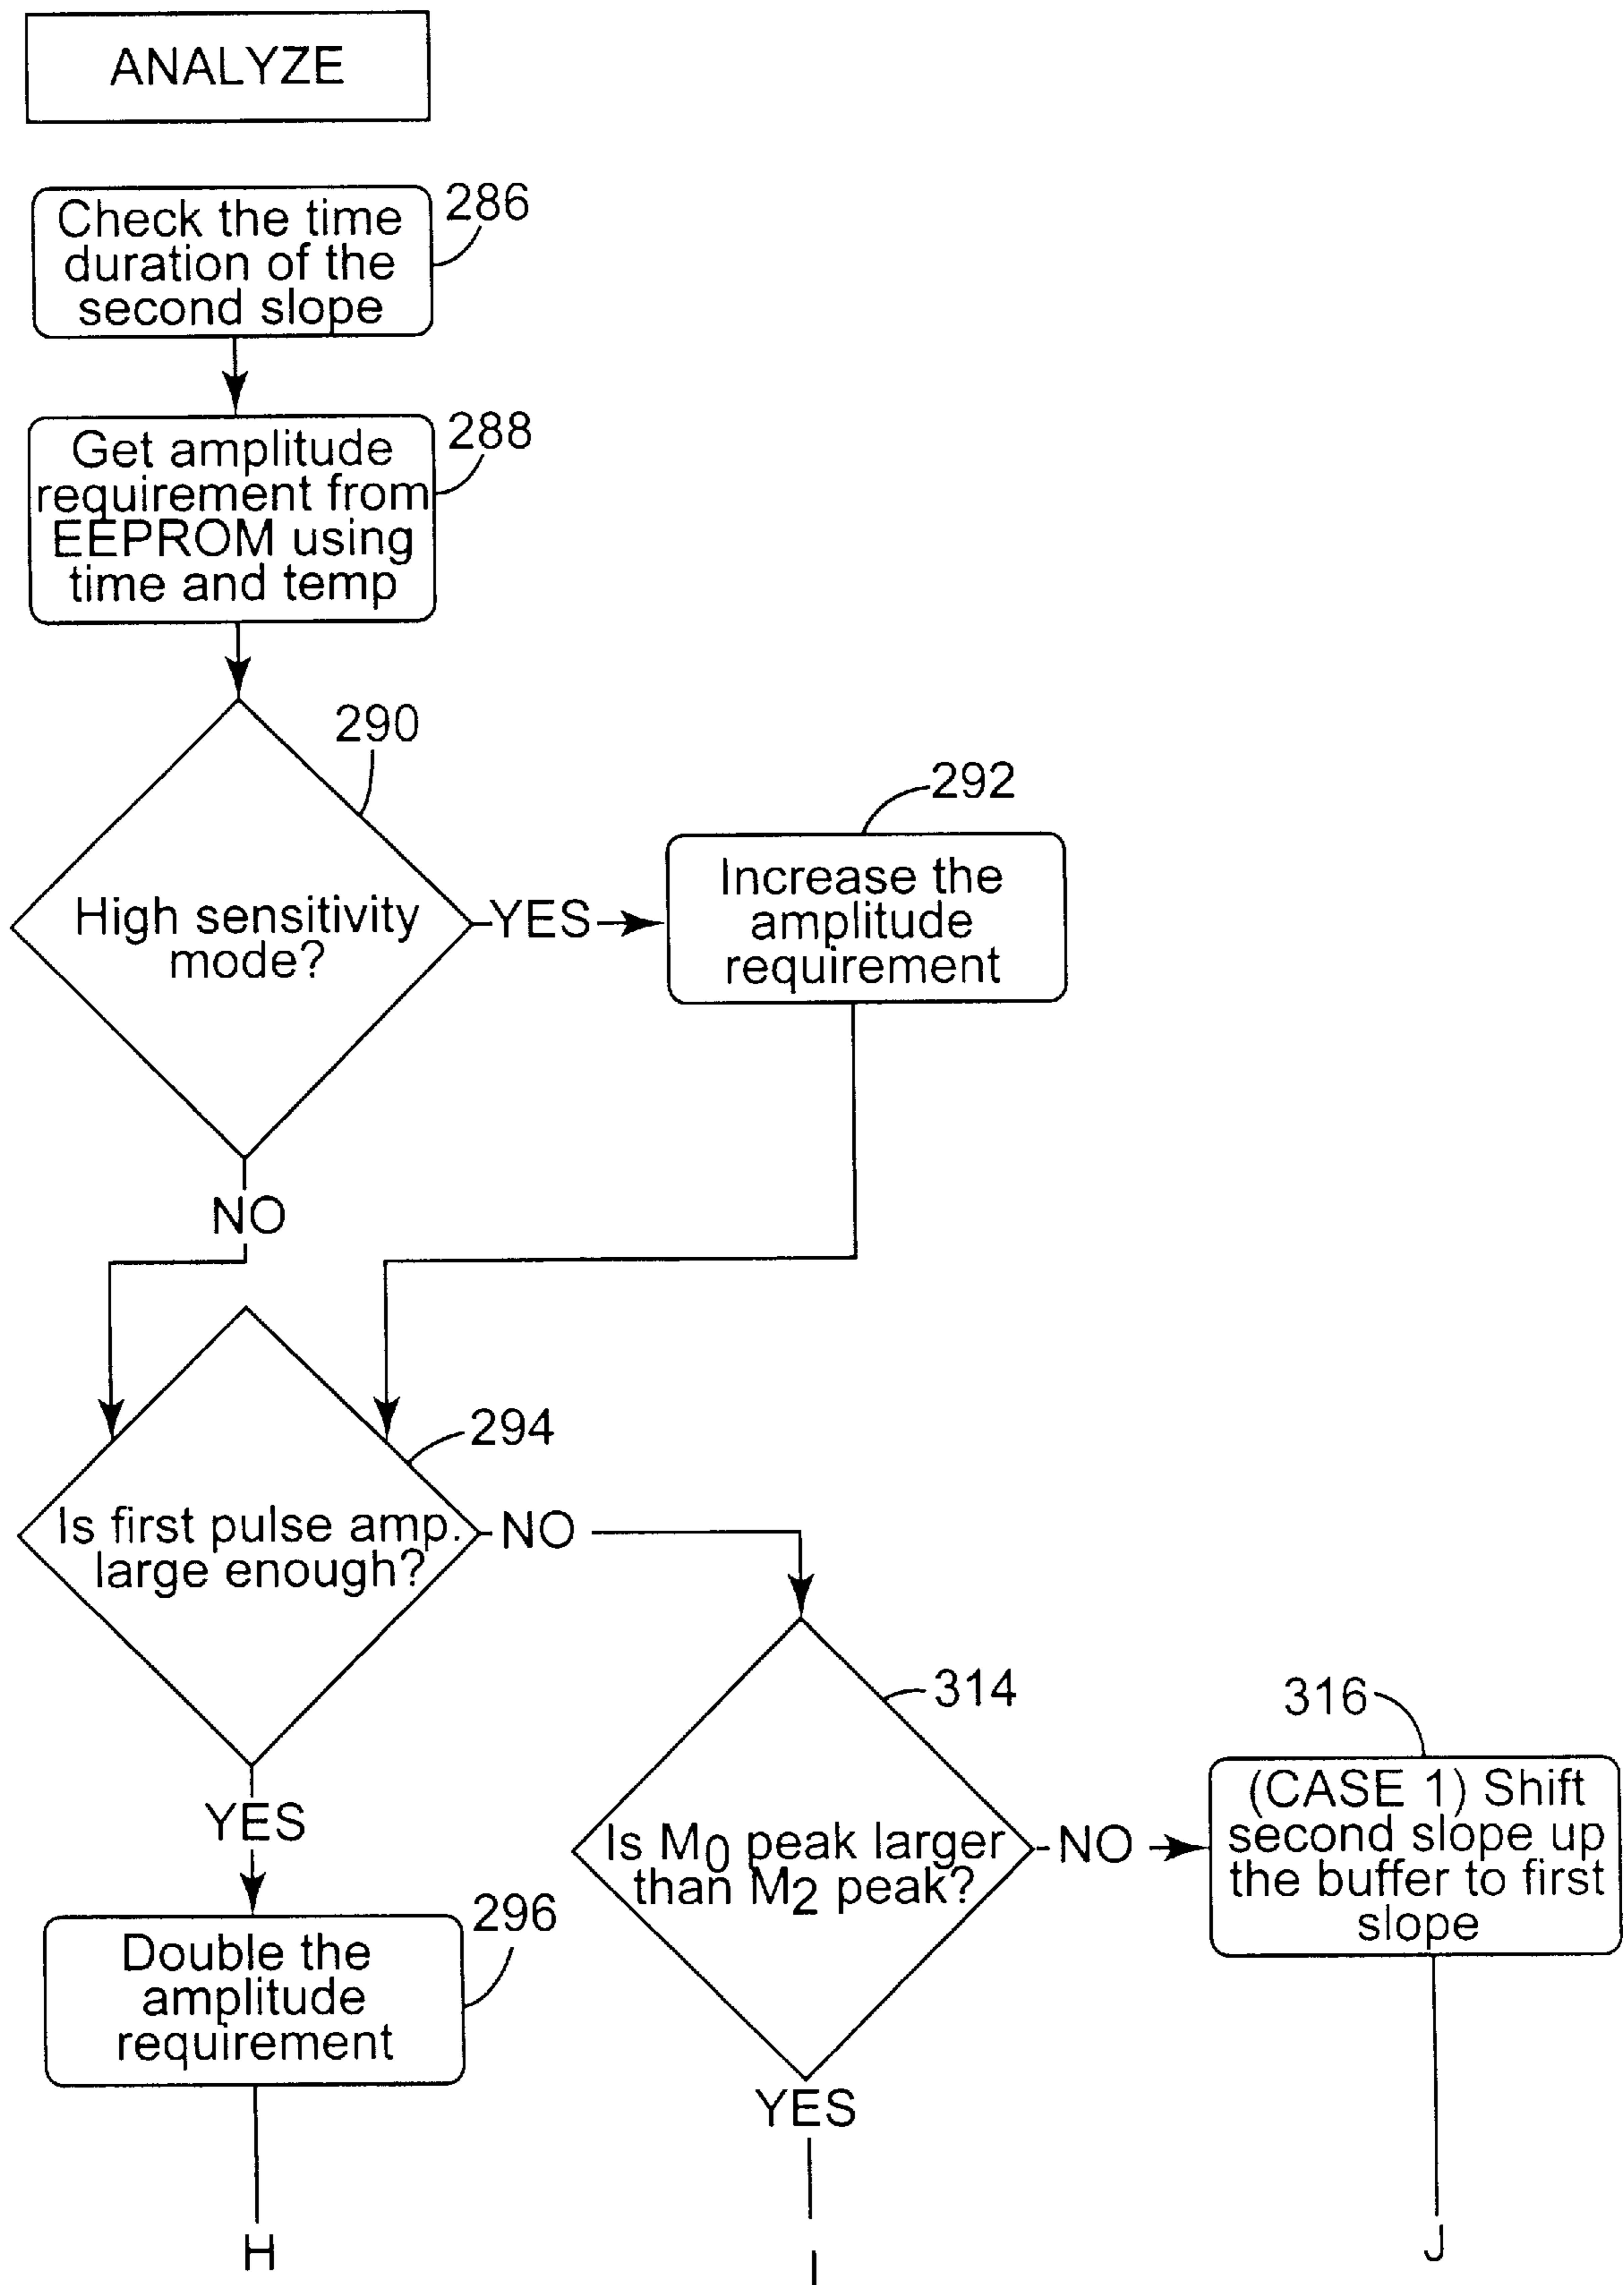 ANALYZE
286
Check the time
duration of the
second slope
288
Get amplitude
requirement from
EEPROM using
time and temp
290
High sensitivity
mode?
YES
292
Increase the
amplitude
requirement
NO
294
Is first pulse amp.
large enough?
NO
314
Is M0 peak larger
than M2 peak?
NO
316
(CASE 1) Shift
second slope up
the buffer to first
slope
YES
296
Double the
amplitude
requirement
YES
H
I
J